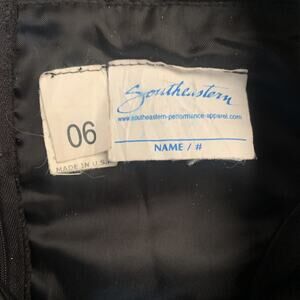 06
MADE IN U.S.
Southeastern
www.southeastern-performance-apparel.com
NAME / #